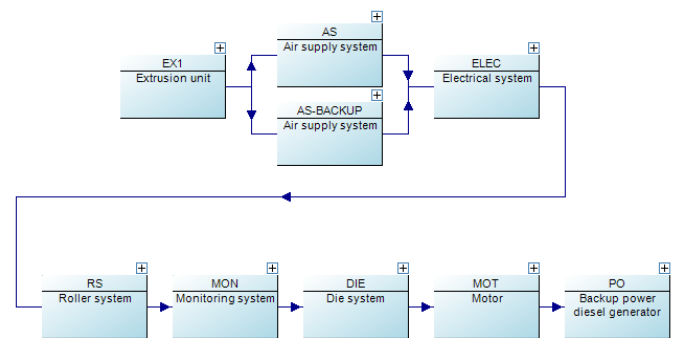 AS
Air supply system
EX1
Extrusion unit
ELEC
Electrical system
AS-BACKUP
Air supply system
RS
Roller system
MON
Monitoring system
DIE
Die system
MOT
Motor
PO
Backup power
diesel generator